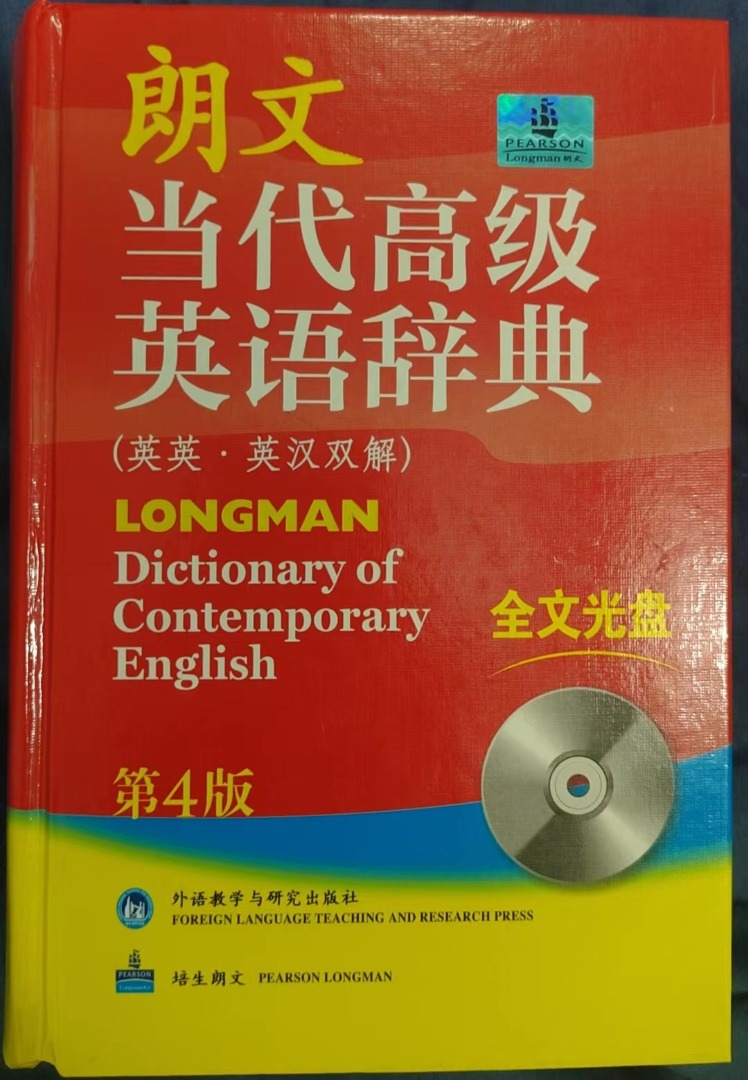 朗文
PEARSON
Longman 朗文
当代高级
英语辞典
(英英·英汉双解)
LONGMAN
Dictionary of
Contemporary
English
全文光盘
第4版
外语教学与研究出版社
FOREIGN LANGUAGE TEACHING AND RESEARCH PRESS
PEARSON
培生朗文 PEARSON LONGMAN